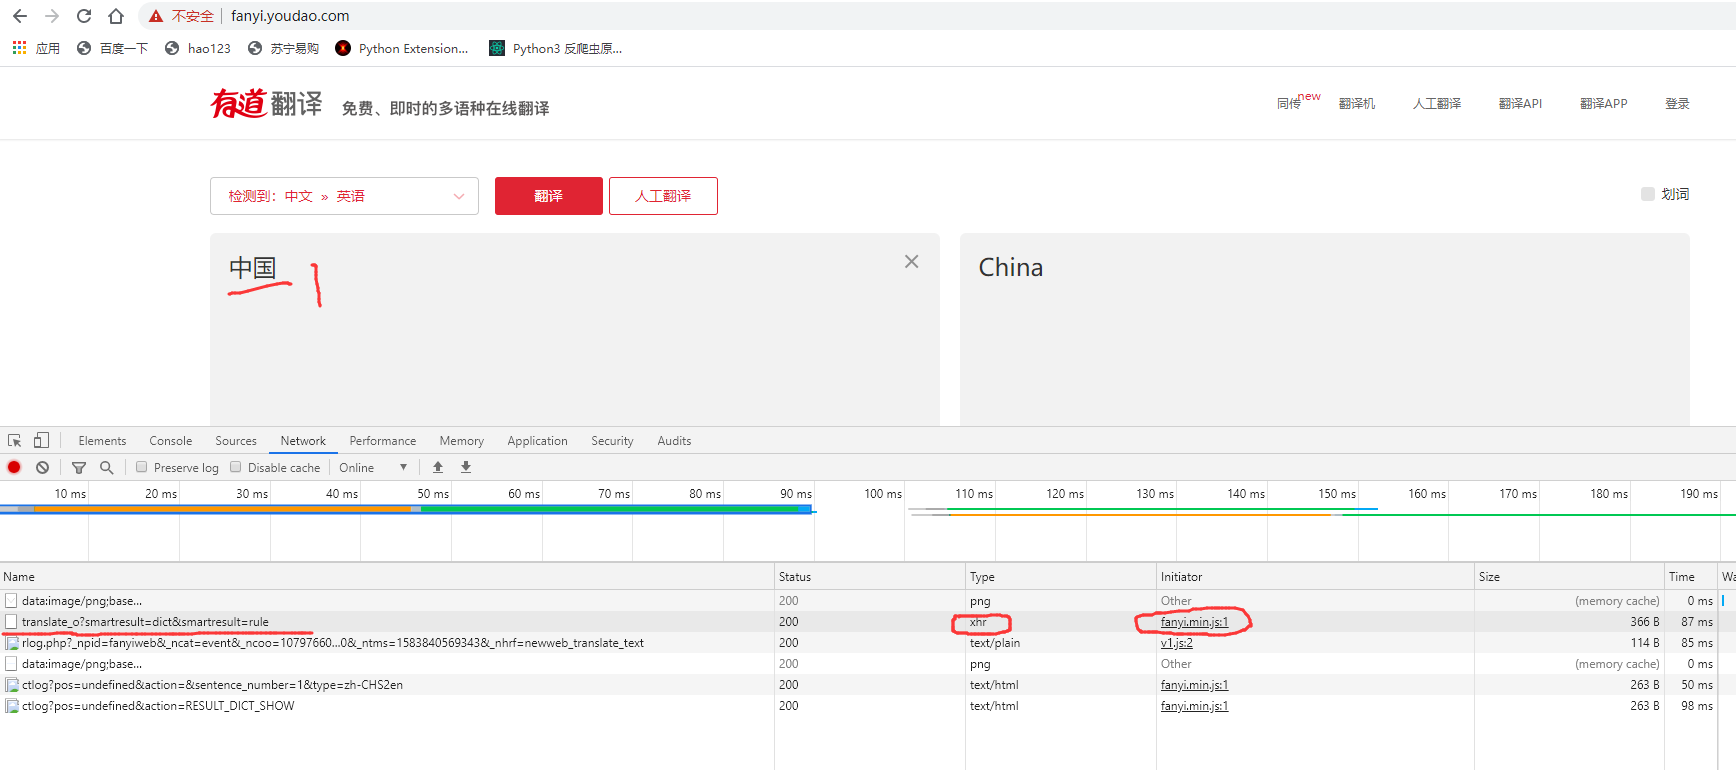 不安全 | fanyi.youdao.com
应用 百度一下 hao123 苏宁易购 Python Extension... Python3 反爬虫原...
有道翻译 免费、即时的多语种在线翻译 同传new 翻译机 人工翻译 翻译API 翻译APP 登录
检测到：中文 » 英语 翻译 人工翻译 划词
中国 1 China
Elements Console Sources Network Performance Memory Application Security Audits
Preserve log Disable cache Online
10 ms 20 ms 30 ms 40 ms 50 ms 60 ms 70 ms 80 ms 90 ms 100 ms 110 ms 120 ms 130 ms 140 ms 150 ms 160 ms 170 ms 180 ms 190 ms
Name Status Type Initiator Size Time Wa
data:image/png;base... 200 png Other (memory cache) 0 ms
translate_o?smartresult=dict&smartresult=rule 200 xhr fanyi.min.js:1 366 B 87 ms
rlog.php?_npid=fanyiweb&_ncat=event&_ncoo=10797660...0&_ntms=1583840569343&_nhrf=newweb_translate_text 200 text/plain v1.js:2 114 B 85 ms
data:image/png;base... 200 png Other (memory cache) 0 ms
ctlog?pos=undefined&action=&sentence_number=1&type=zh-CHS2en 200 text/html fanyi.min.js:1 263 B 50 ms
ctlog?pos=undefined&action=RESULT_DICT_SHOW 200 text/html fanyi.min.js:1 263 B 98 ms